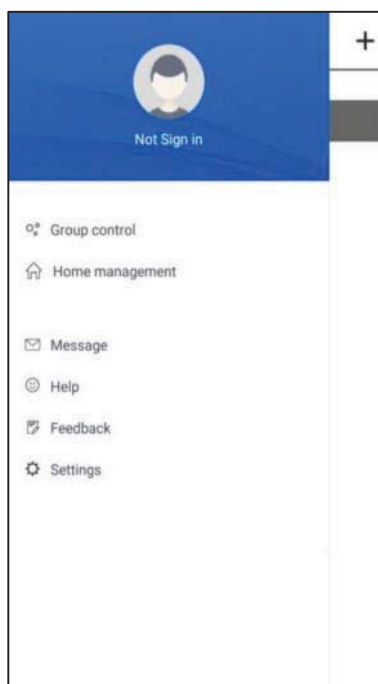 Not Sign in
Group control
Home management
Message
Help
Feedback
Settings